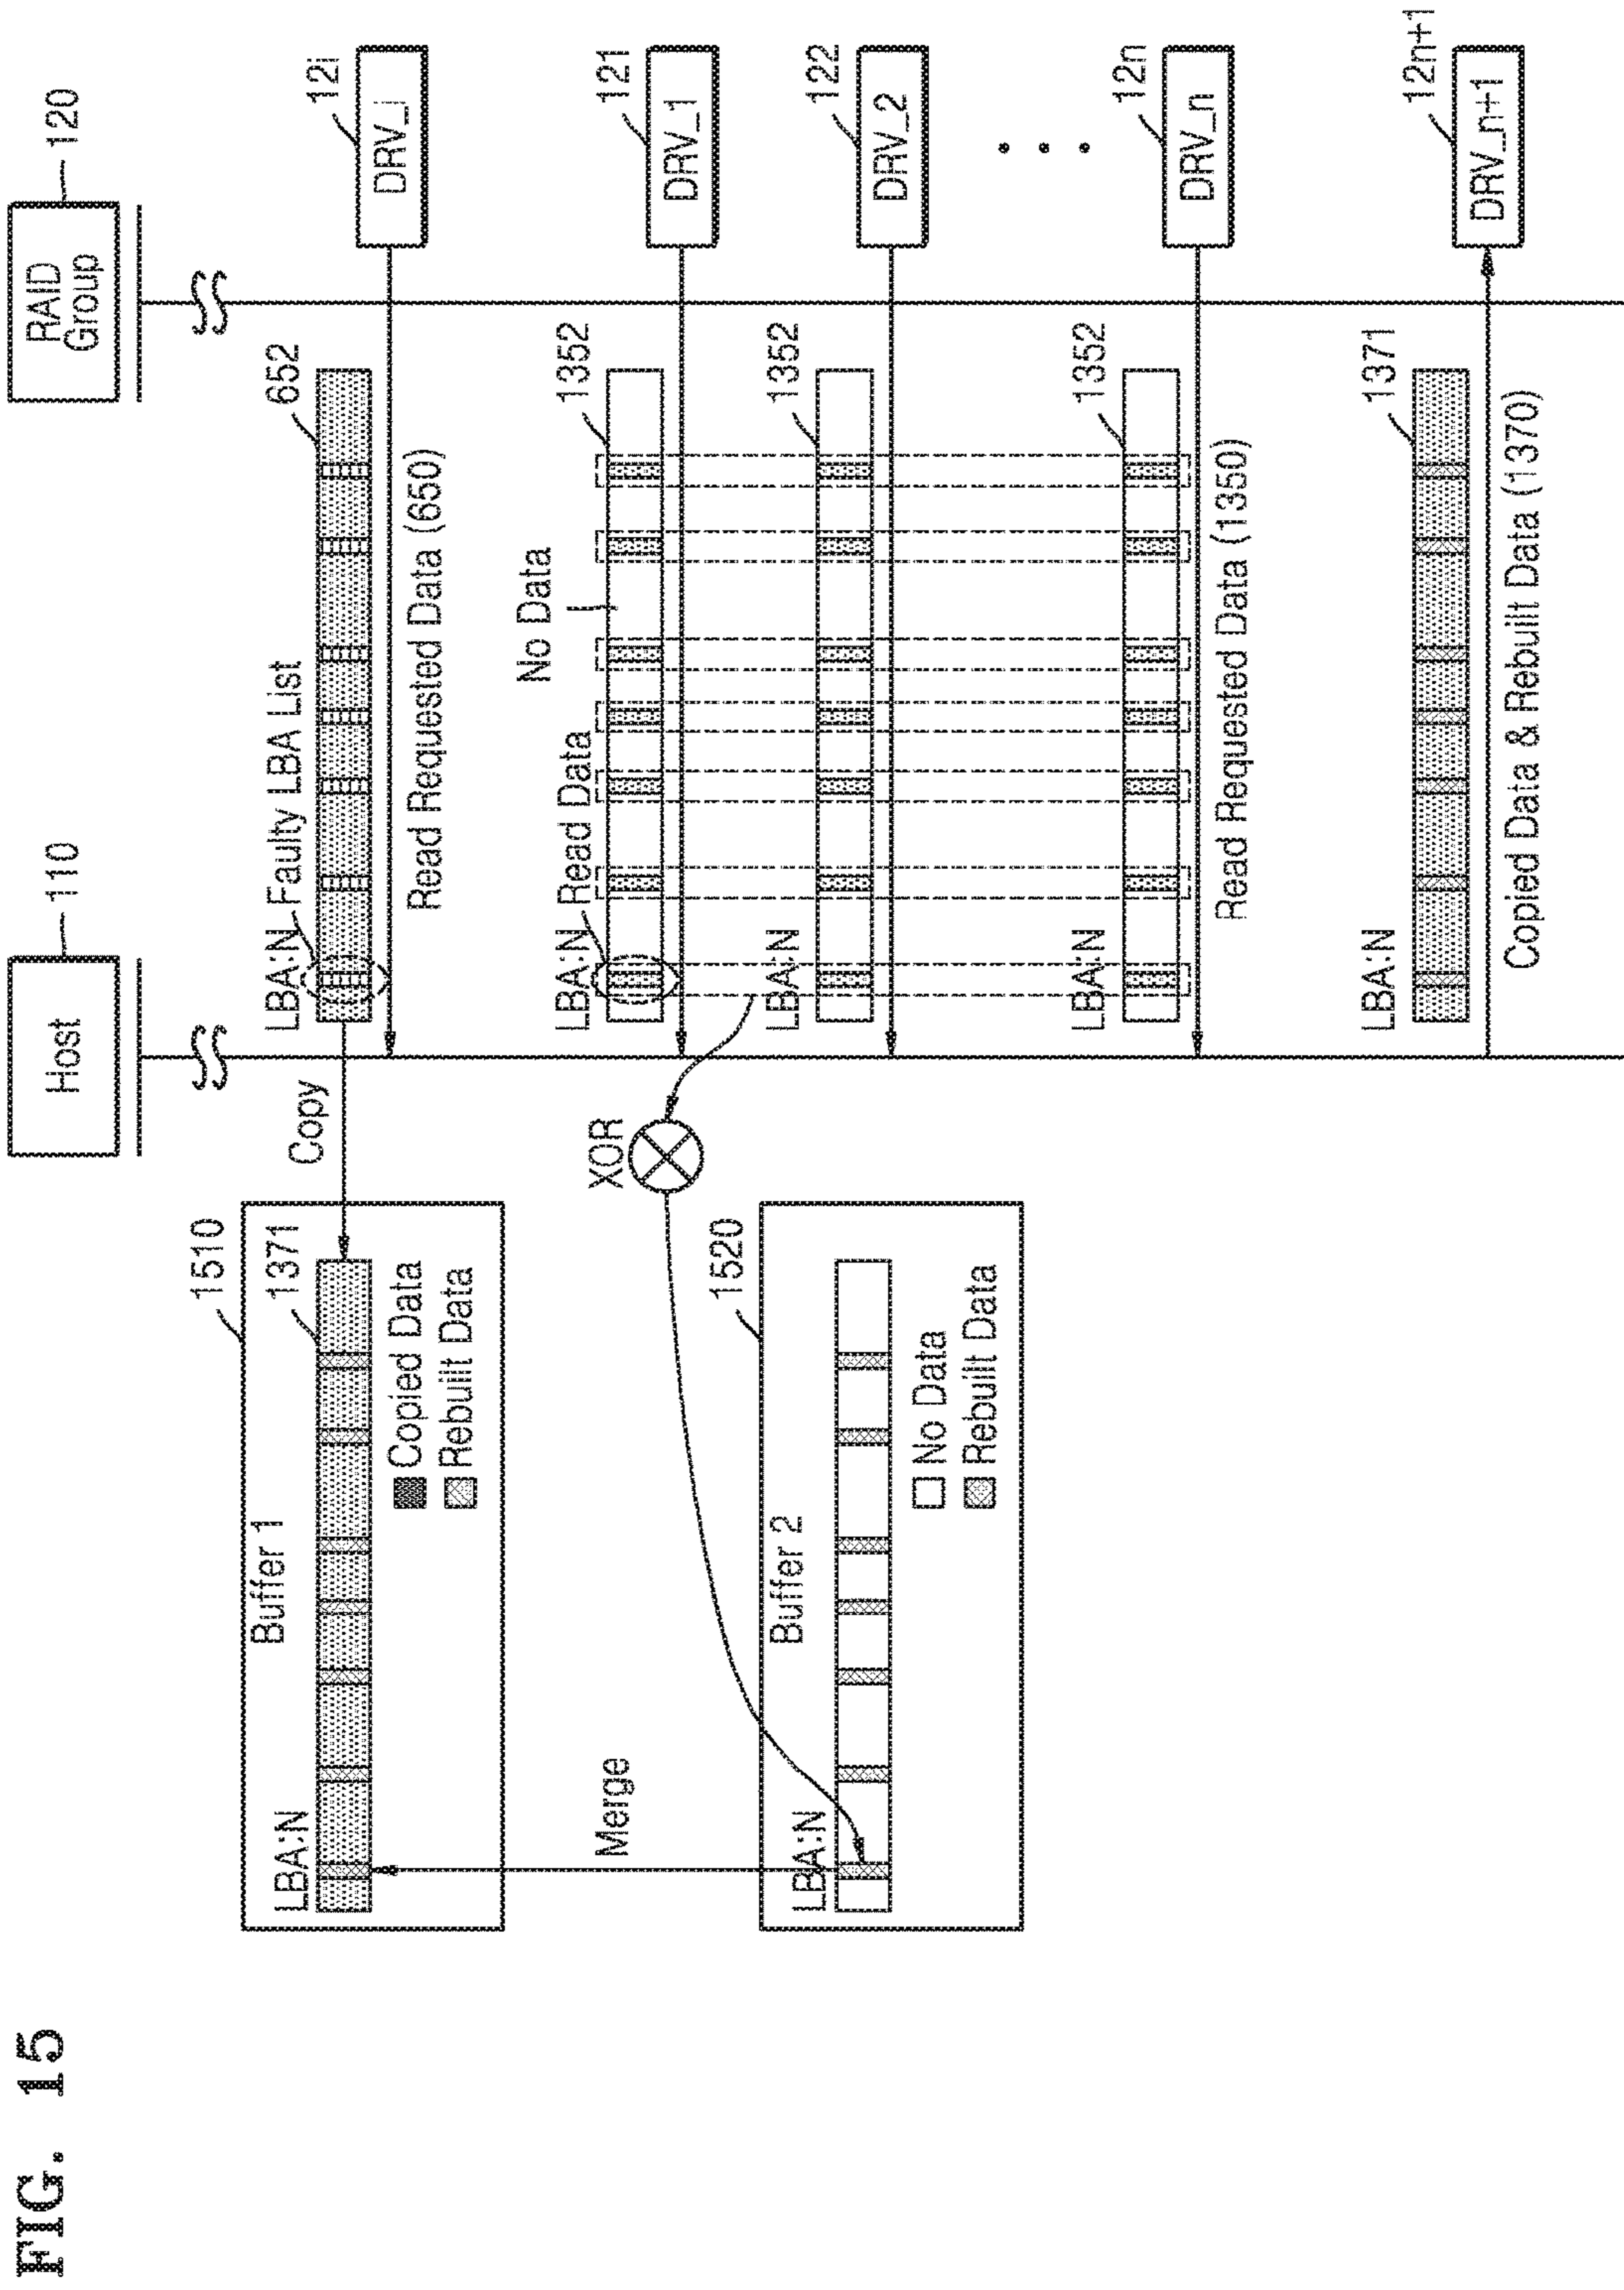 FIG. 15
Host
110
RAID
Group
120
1510
Buffer 1
LBA:N
1371
Copied Data
Rebuilt Data
Copy
LBA:N
Faulty LBA List
652
Read Requested Data (650)
12i
DRV_i
Merge
XOR
LBA:N
Read Data
No Data
1352
121
DRV_1
1520
Buffer 2
LBA:N
No Data
Rebuilt Data
LBA:N
1352
122
DRV_2
LBA:N
1352
Read Requested Data (1350)
12n
DRV_n
LBA:N
1371
Copied Data & Rebuilt Data (1370)
12n+1
DRV_n+1